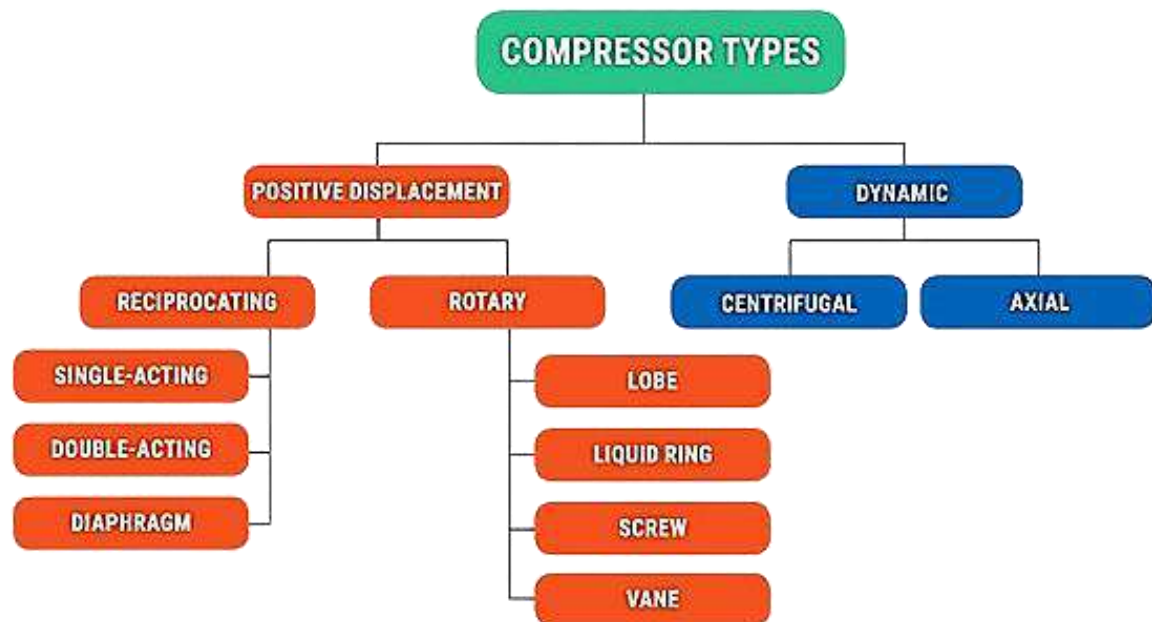 COMPRESSOR TYPES
POSITIVE DISPLACEMENT
DYNAMIC
RECIPROCATING
ROTARY
CENTRIFUGAL
AXIAL
SINGLE-ACTING
DOUBLE-ACTING
DIAPHRAGM
LOBE
LIQUID RING
SCREW
VANE